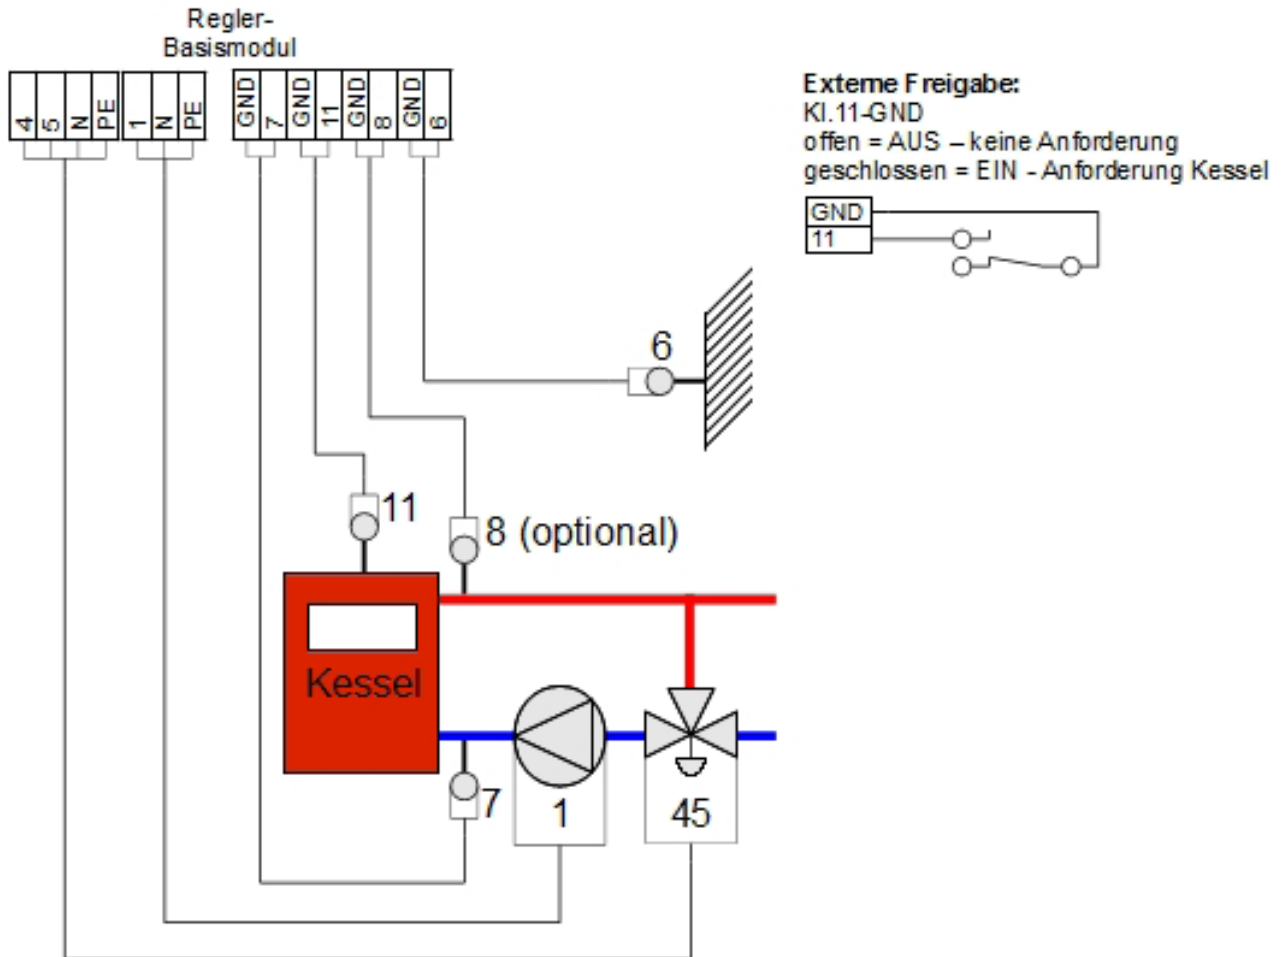 Regler-
Basismodul
4 5 N PE 1 N PE GND 7 GND 11 GND 8 GND 6
Externe Freigabe:
Kl.11-GND
offen = AUS – keine Anforderung
geschlossen = EIN - Anforderung Kessel
GND
11
6
11
8 (optional)
Kessel
7
1
45